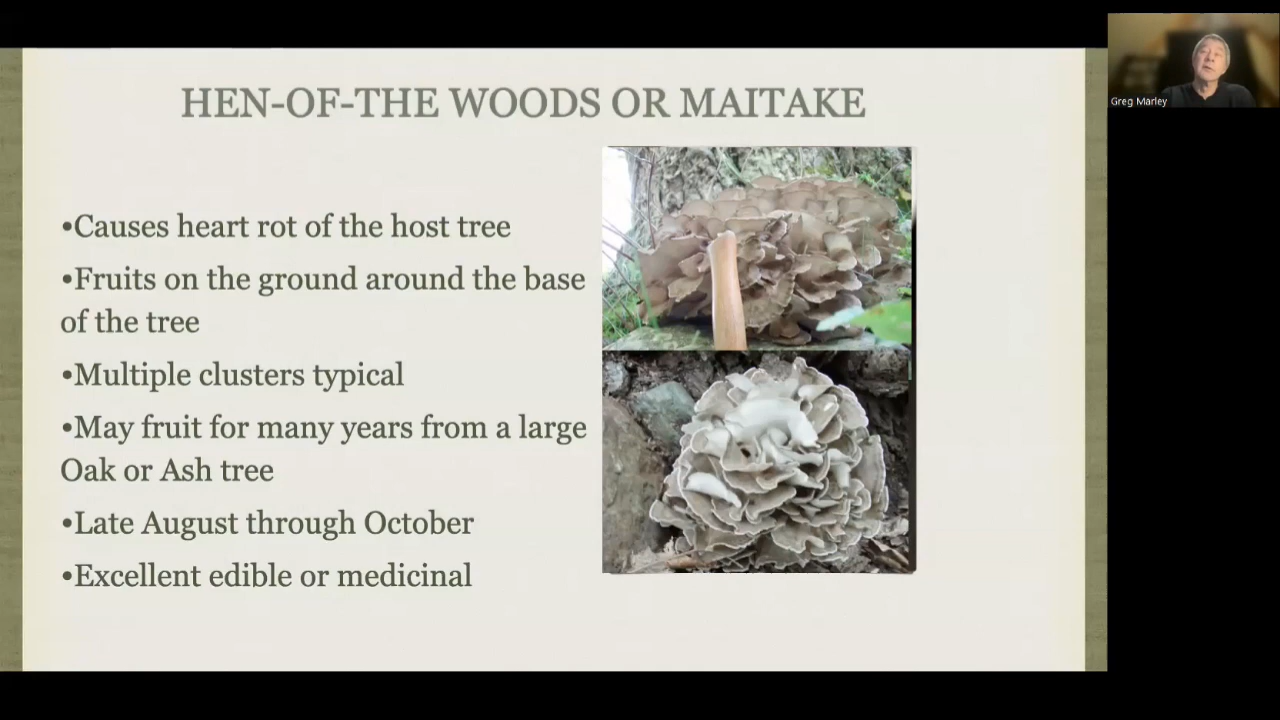 HEN-OF-THE WOODS OR MAITAKE
•Causes heart rot of the host tree
•Fruits on the ground around the base
of the tree
•Multiple clusters typical
•May fruit for many years from a large
Oak or Ash tree
•Late August through October
•Excellent edible or medicinal
Greg Marley